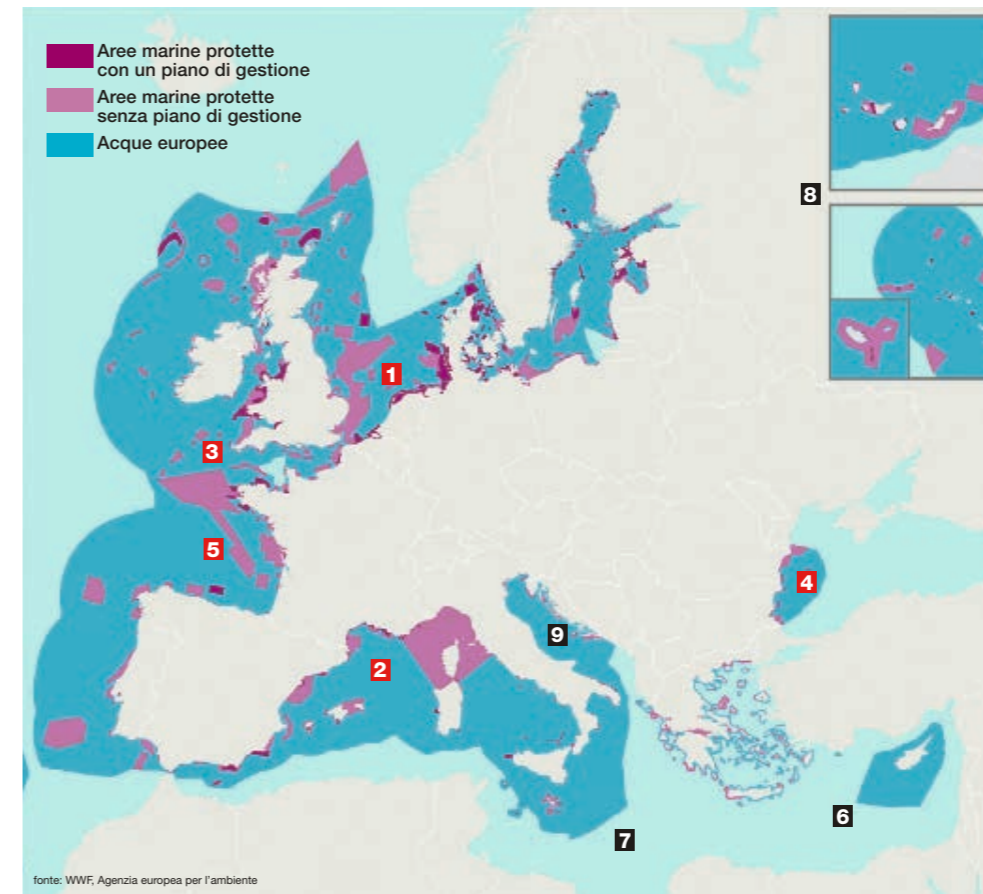 Aree marine protette
con un piano di gestione
Aree marine protette
senza piano di gestione
Acque europee
8
1
3
5
4
9
2
6
7
fonte: WWF, Agenzia europea per l'ambiente